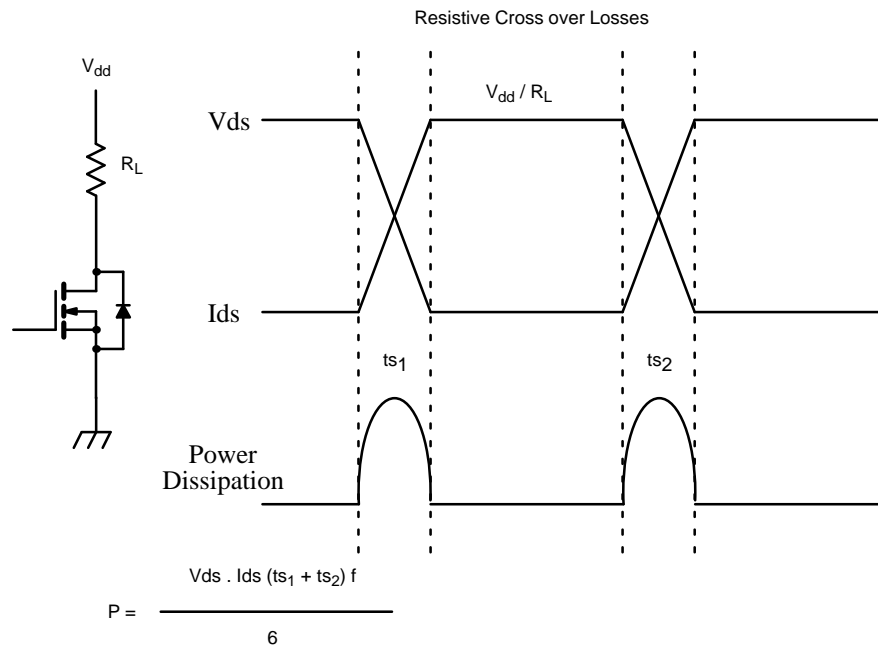 Resistive Cross over Losses
Vdd
Vdd / RL
Vds
RL
Ids
ts1
ts2
Power
Dissipation
Vds . Ids (ts1 + ts2) f
P =
6